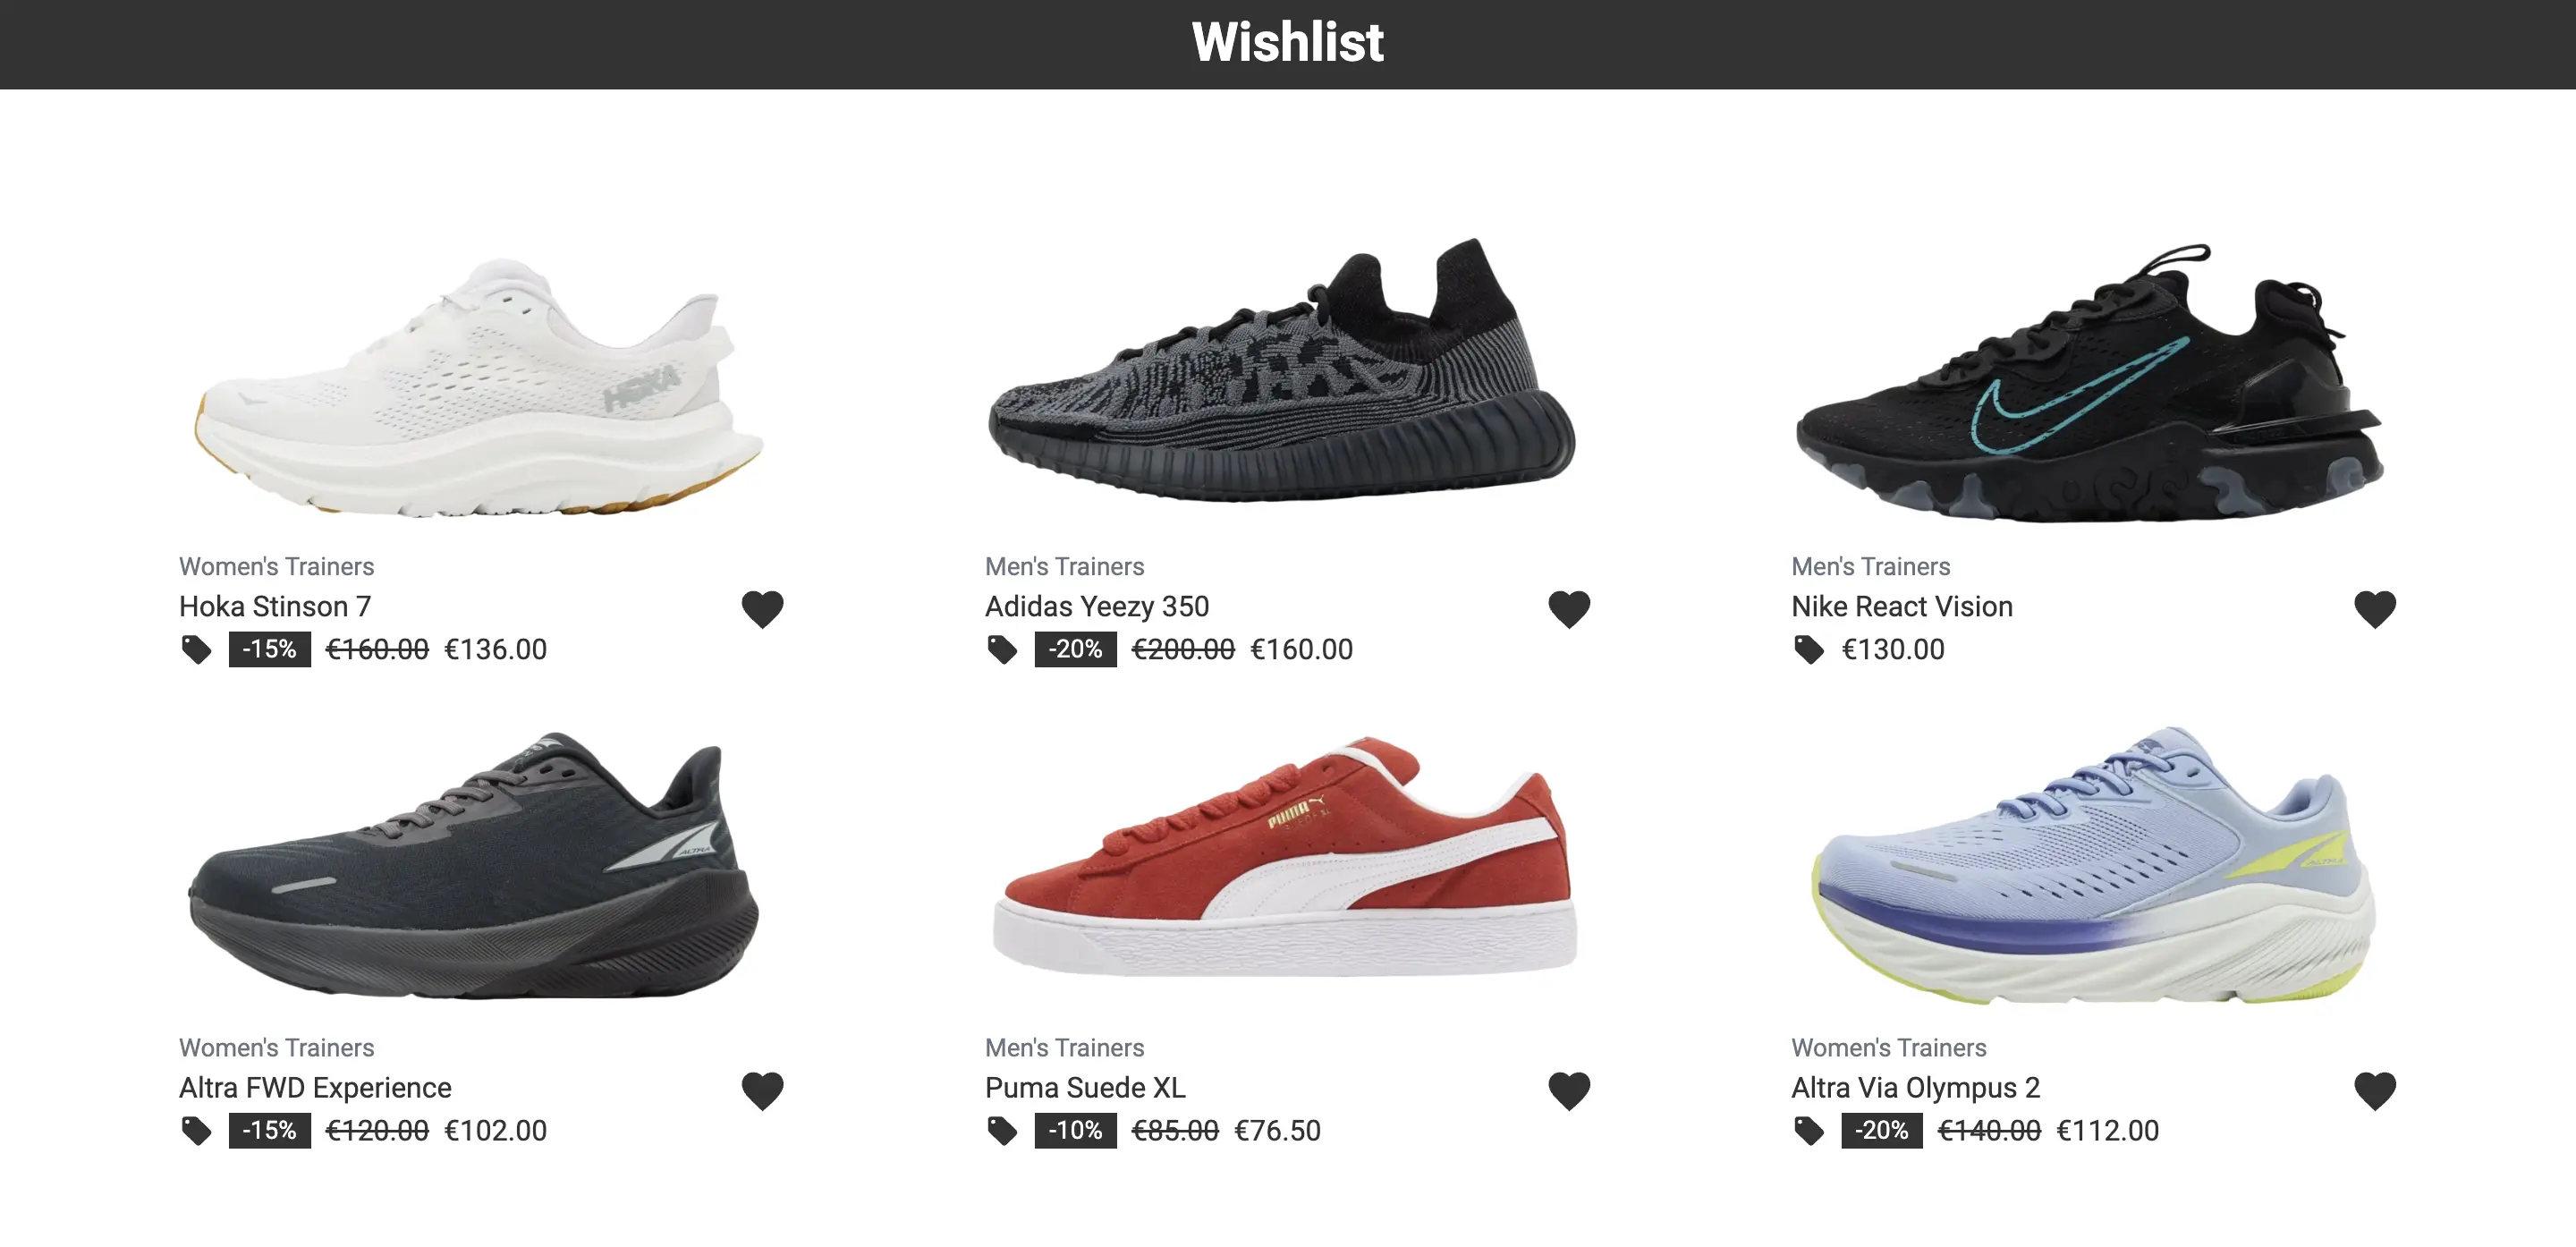 Wishlist
HOKA
Women's Trainers
Hoka Stinson 7
-15% €160.00 €136.00
Men's Trainers
Adidas Yeezy 350
-20% €200.00 €160.00
Men's Trainers
Nike React Vision
€130.00
ALTRA
Women's Trainers
Altra FWD Experience
-15% €120.00 €102.00
PUMA
SUEDE XL
Men's Trainers
Puma Suede XL
-10% €85.00 €76.50
ALTRA
Women's Trainers
Altra Via Olympus 2
-20% €140.00 €112.00